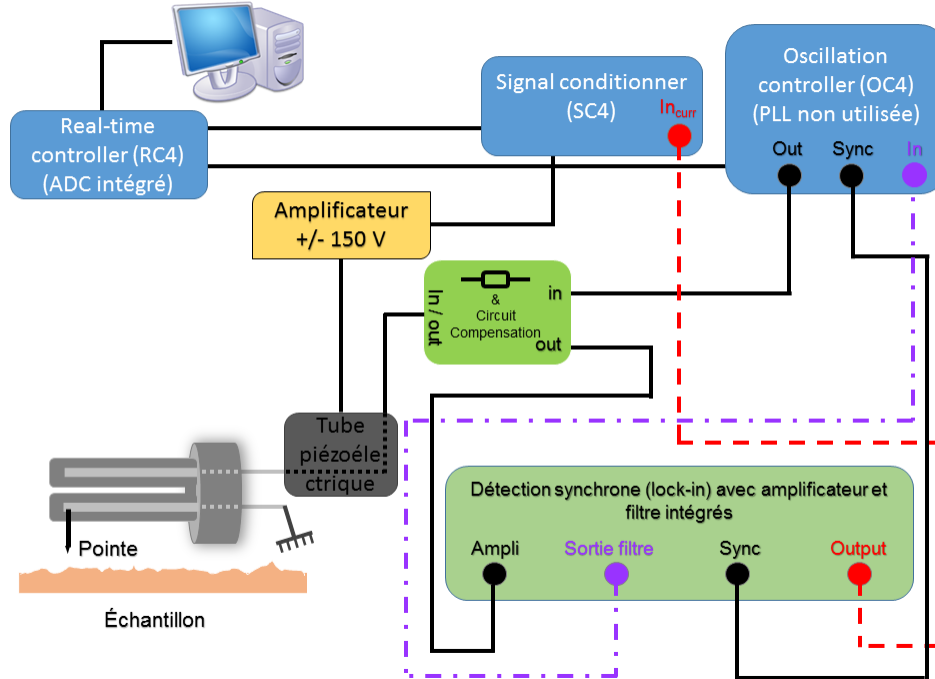 Real-time
controller (RC4)
(ADC intégré)
Signal conditionner
(SC4)
In curr
Oscillation
controller (OC4)
(PLL non utilisée)
Out
Sync
In
Amplificateur
+/- 150 V
In / out
&
Circuit
Compensation
in
out
Tube
piézoéle
ctrique
Pointe
Échantillon
Détection synchrone (lock-in) avec amplificateur et
filtre intégrés
Ampli
Sortie filtre
Sync
Output